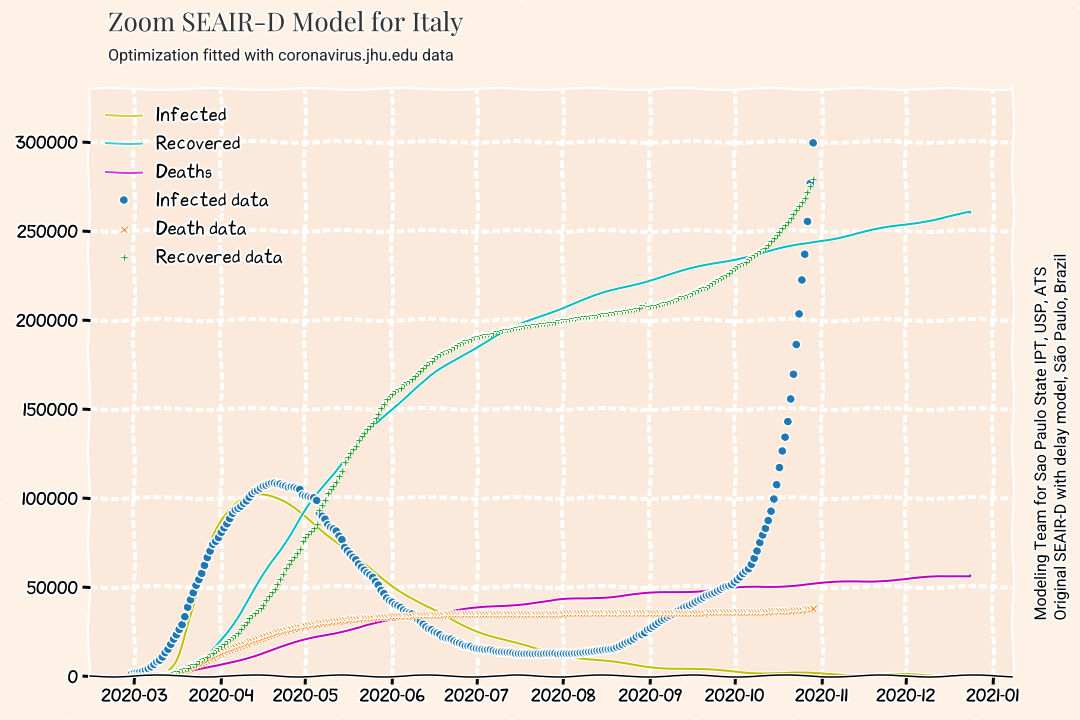 Zoom SEAIR-D Model for Italy
Optimization fitted with coronavirus.jhu.edu data
Infected
Recovered
Deaths
Infected data
Death data
Recovered data
300000
250000
200000
150000
100000
50000
0
2020-03
2020-04
2020-05
2020-06
2020-07
2020-08
2020-09
2020-10
2020-11
2020-12
2021-01
Modeling Team for Sao Paulo State IPT, USP, ATS
Original SEAIR-D with delay model, São Paulo, Brazil